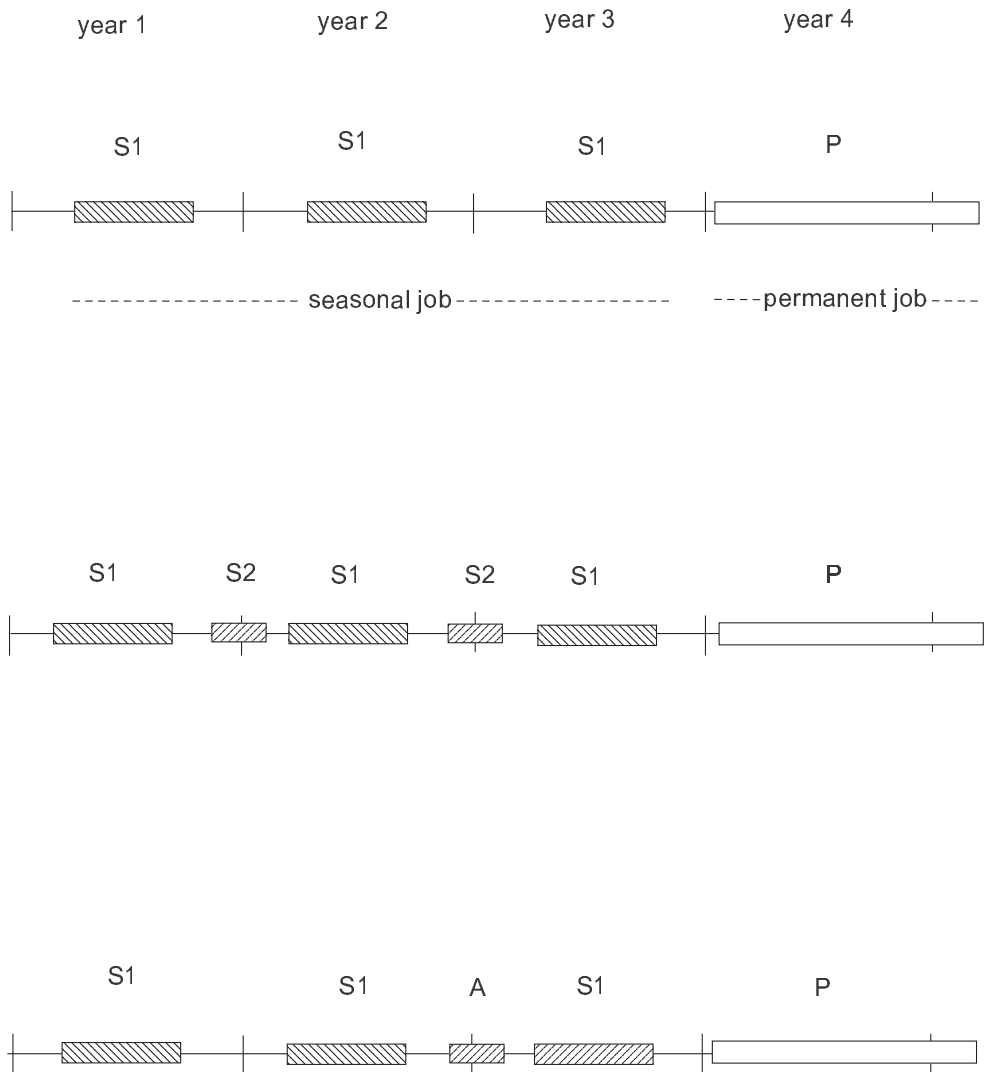 year 1 year 2 year 3 year 4
S1 S1 S1 P
seasonal job permanent job
S1 S2 S1 S2 S1 P
S1 S1 A S1 P